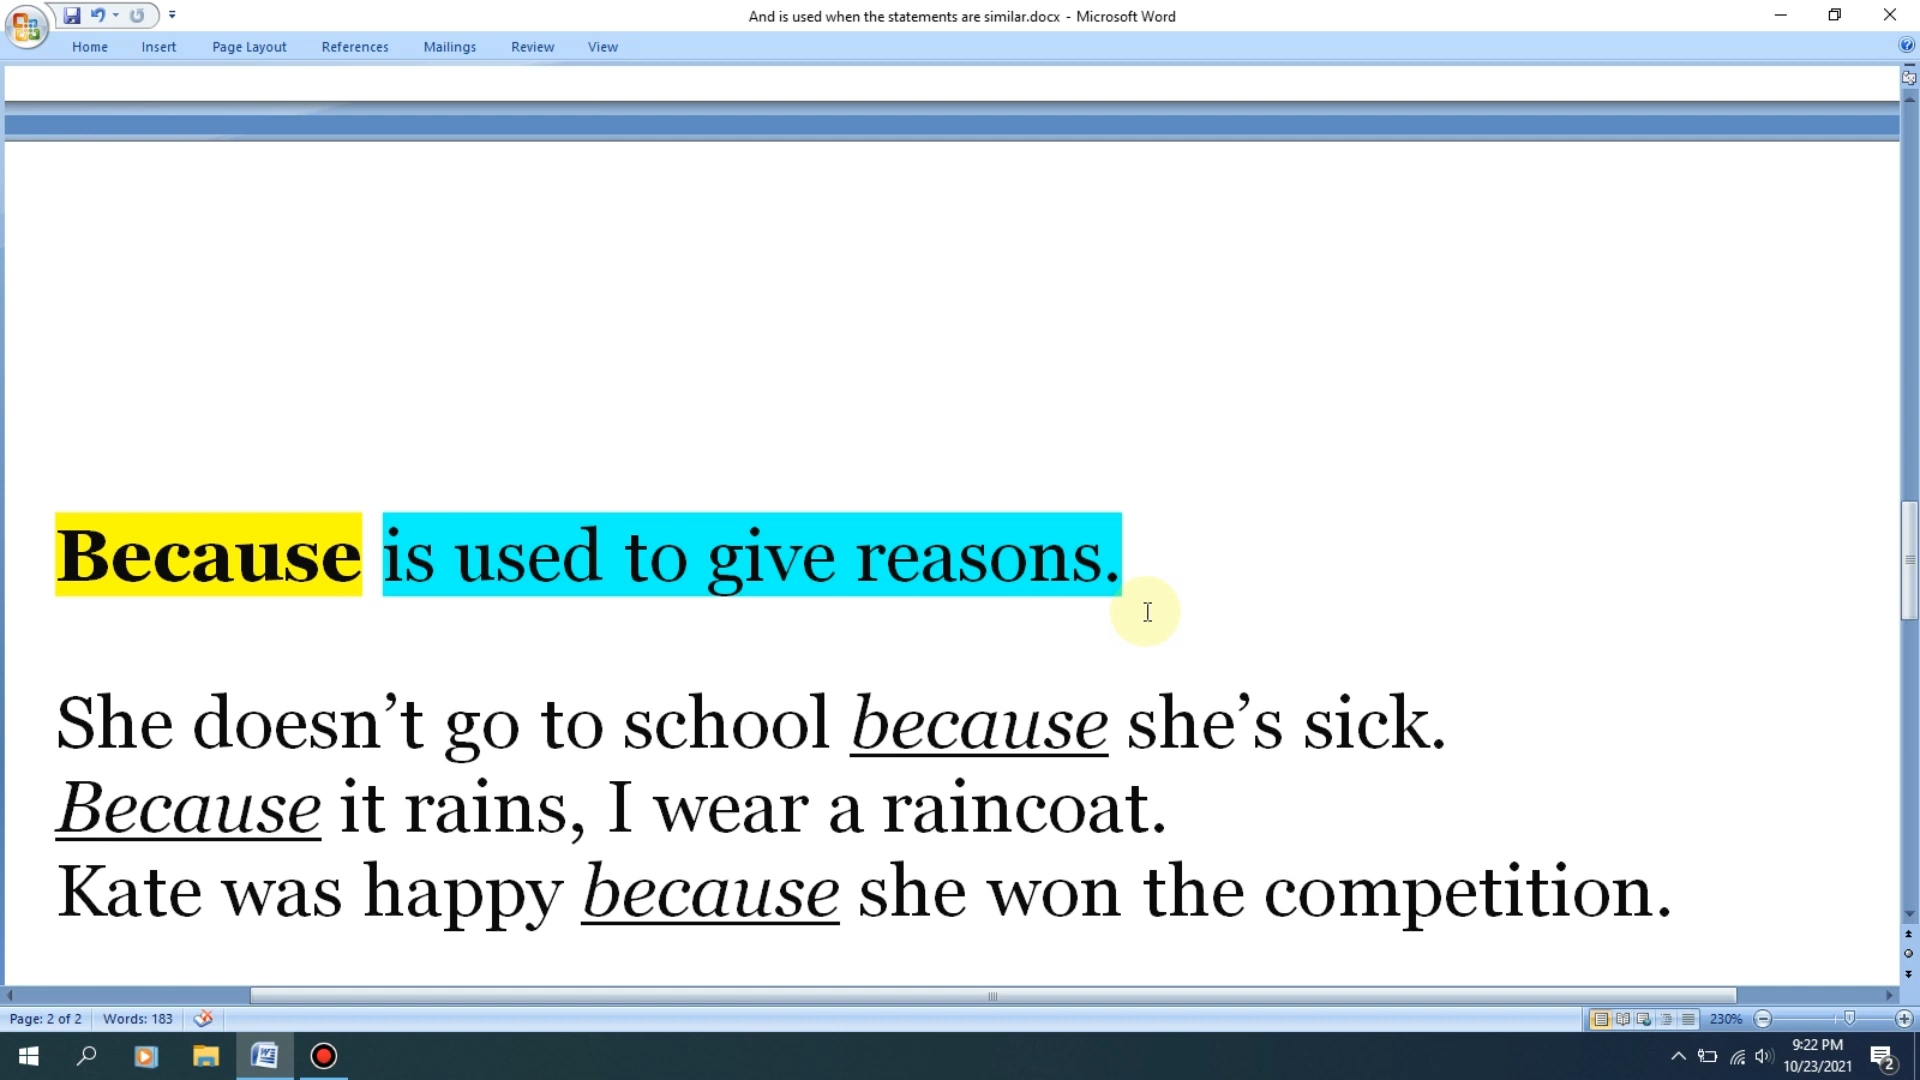 And is used when the statements are similar.docx - Microsoft Word
Home Insert Page Layout References Mailings Review View
Because is used to give reasons.
She doesn’t go to school because she’s sick.
Because it rains, I wear a raincoat.
Kate was happy because she won the competition.
Page: 2 of 2 Words: 183 230%
9:22 PM
10/23/2021
2